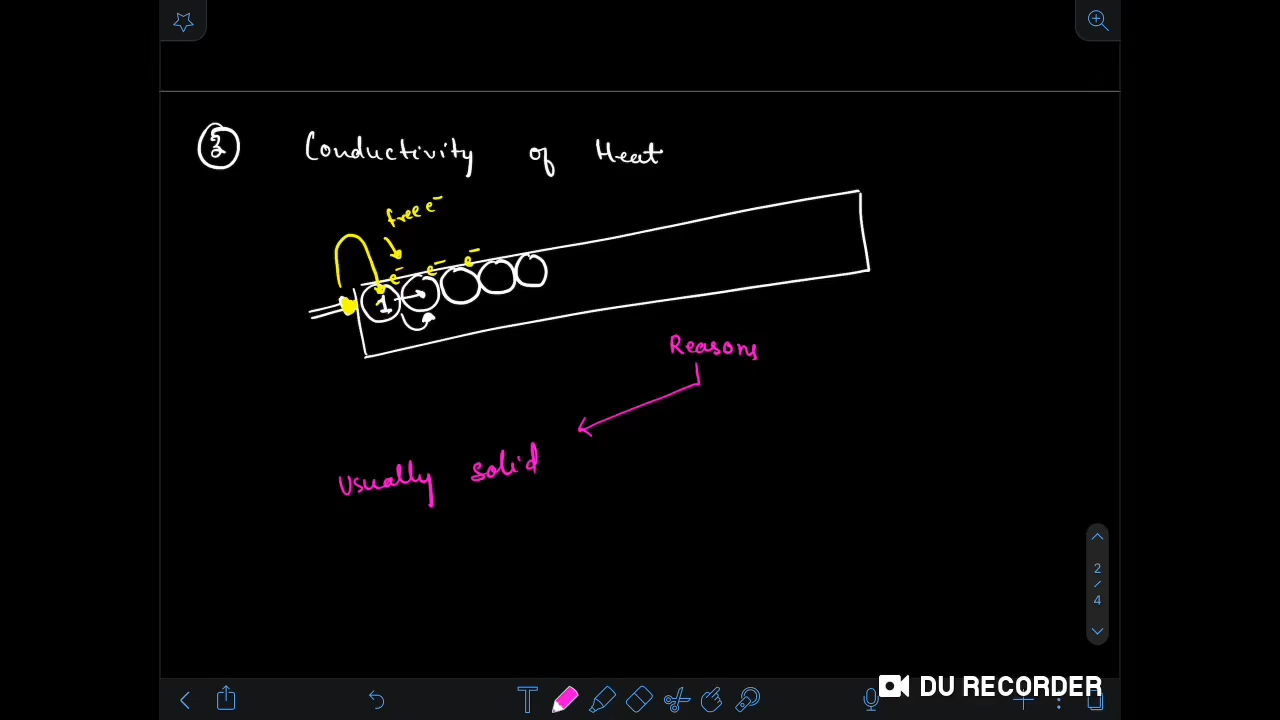 3 Conductivity of Heat
free e⁻
e⁻ e⁻ e⁻
1
Reasons
Usually solid
2
/
4
T
DU RECORDER